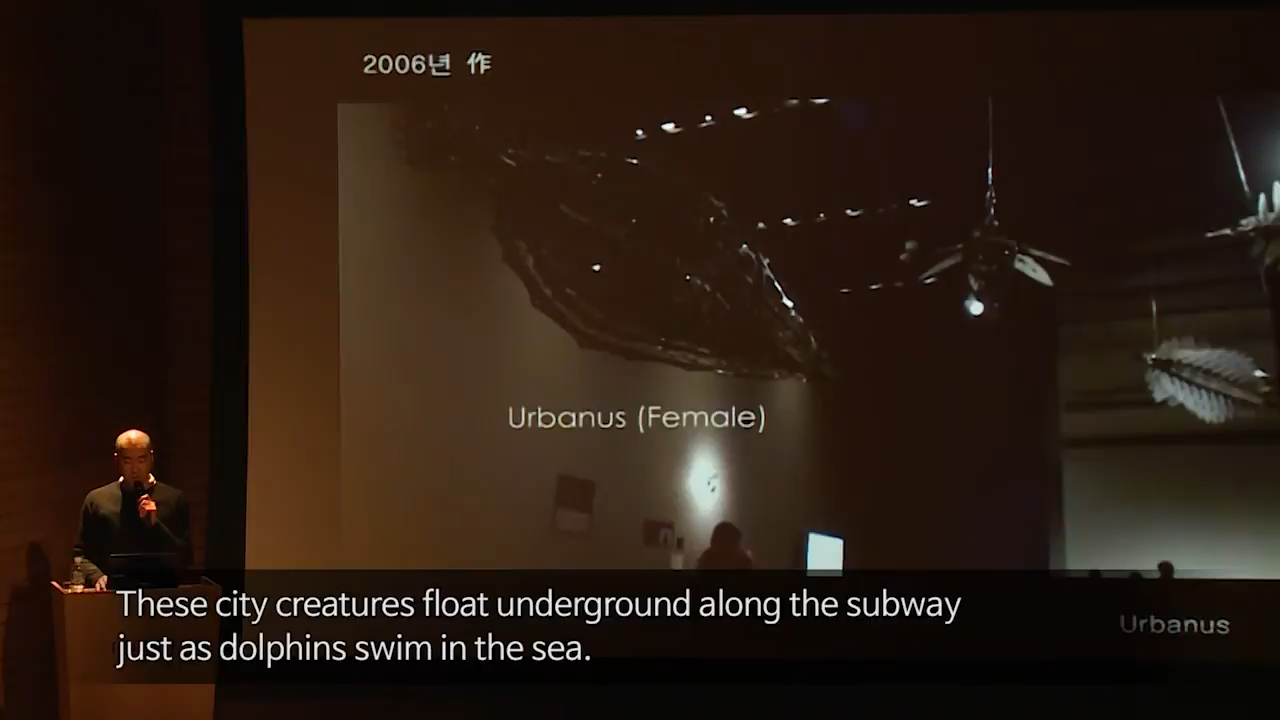 2006년 作
Urbanus (Female)
These city creatures float underground along the subway
just as dolphins swim in the sea.
Urbanus